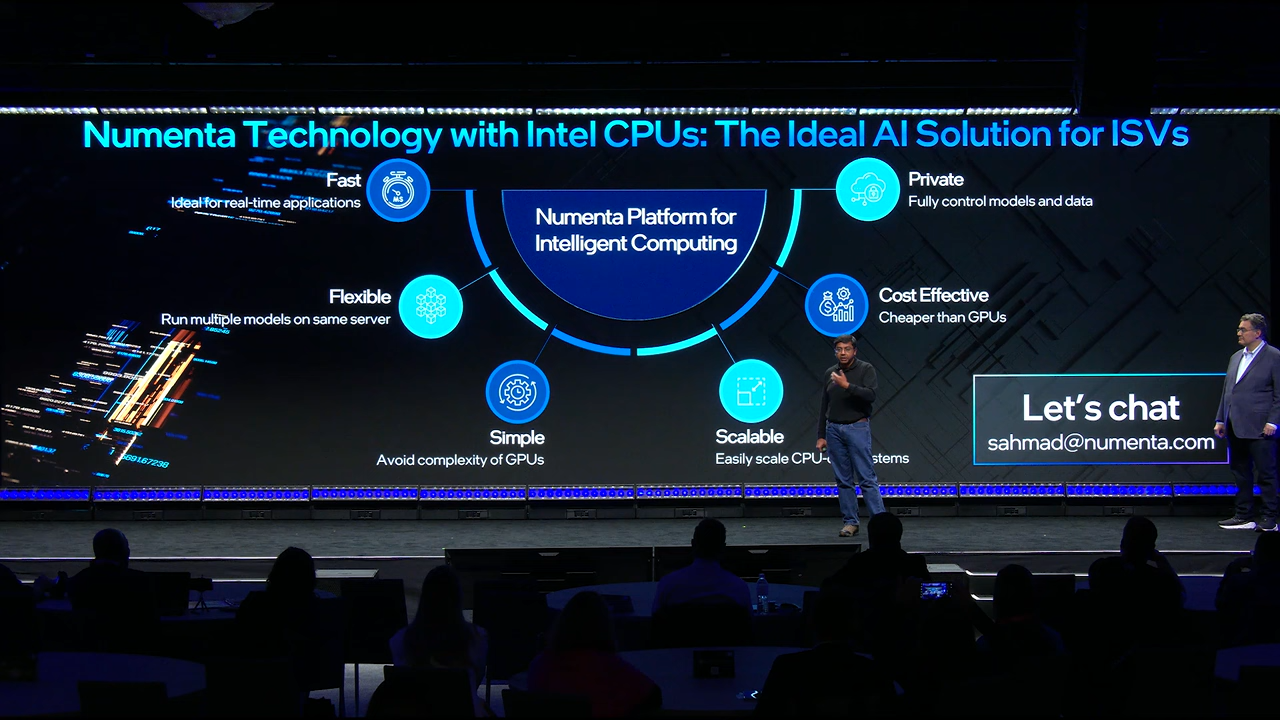 Numenta Technology with Intel CPUs: The Ideal AI Solution for ISVs
Fast
Ideal for real-time applications
MS
Numenta Platform for
Intelligent Computing
Private
Fully control models and data
Flexible
Run multiple models on same server
Cost Effective
Cheaper than GPUs
Simple
Avoid complexity of GPUs
Scalable
Easily scale CPU-
Let's chat
sahmad@numenta.com